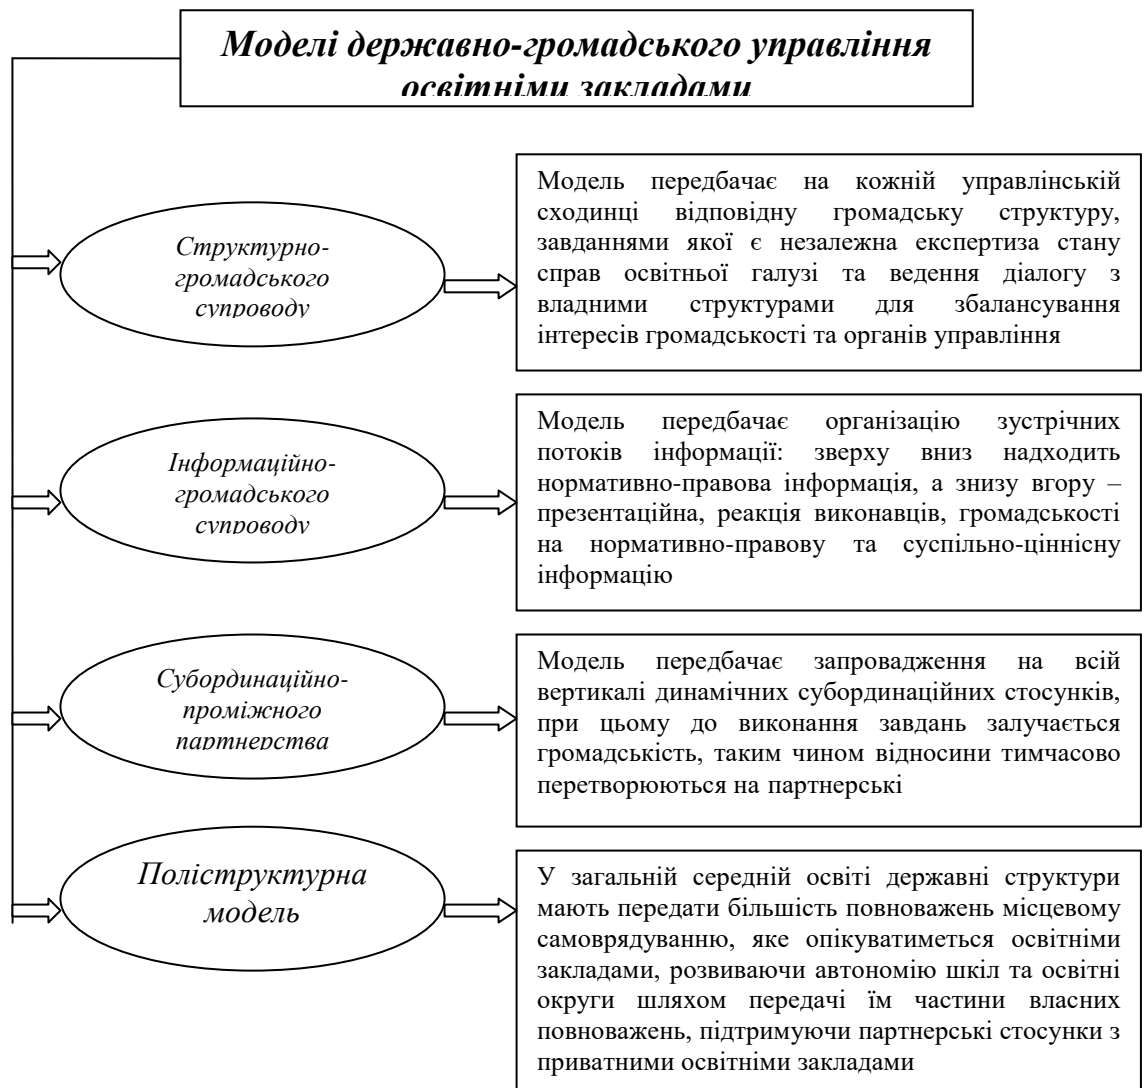 Моделі державно-громадського управління
освітніми закладами
Структурно-
громадського
супроводу
Модель передбачає на кожній управлінській
сходинці відповідну громадську структуру,
завданнями якої є незалежна експертиза стану
справ освітньої галузі та ведення діалогу з
владними структурами для збалансування
інтересів громадськості та органів управління
Інформаційно-
громадського
супроводу
Модель передбачає організацію зустрічних
потоків інформації: зверху вниз надходить
нормативно-правова інформація, а знизу вгору –
презентаційна, реакція виконавців, громадськості
на нормативно-правову та суспільно-ціннісну
інформацію
Субординаційно-
проміжного
партнерства
Модель передбачає запровадження на всій
вертикалі динамічних субординаційних стосунків,
при цьому до виконання завдань залучається
громадськість, таким чином відносини тимчасово
перетворюються на партнерські
Поліструктурна
модель
У загальній середній освіті державні структури
мають передати більшість повноважень місцевому
самоврядуванню, яке опікуватиметься освітніми
закладами, розвиваючи автономію шкіл та освітні
округи шляхом передачі їм частини власних
повноважень, підтримуючи партнерські стосунки з
приватними освітніми закладами